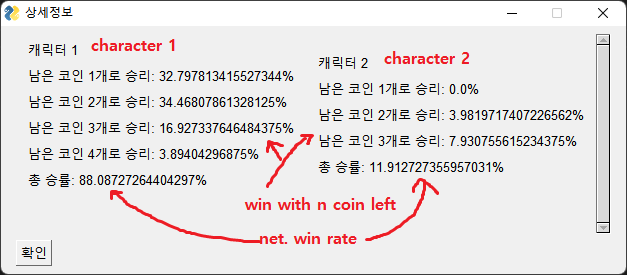 상세정보
캐릭터 1 character 1
남은 코인 1개로 승리: 32.797813415527344%
남은 코인 2개로 승리: 34.46807861328125%
남은 코인 3개로 승리: 16.927337646484375%
남은 코인 4개로 승리: 3.89404296875%
총 승률: 88.08727264404297%
캐릭터 2 character 2
남은 코인 1개로 승리: 0.0%
남은 코인 2개로 승리: 3.9819717407226562%
남은 코인 3개로 승리: 7.930755615234375%
총 승률: 11.912727355957031%
win with n coin left
net. win rate
확인